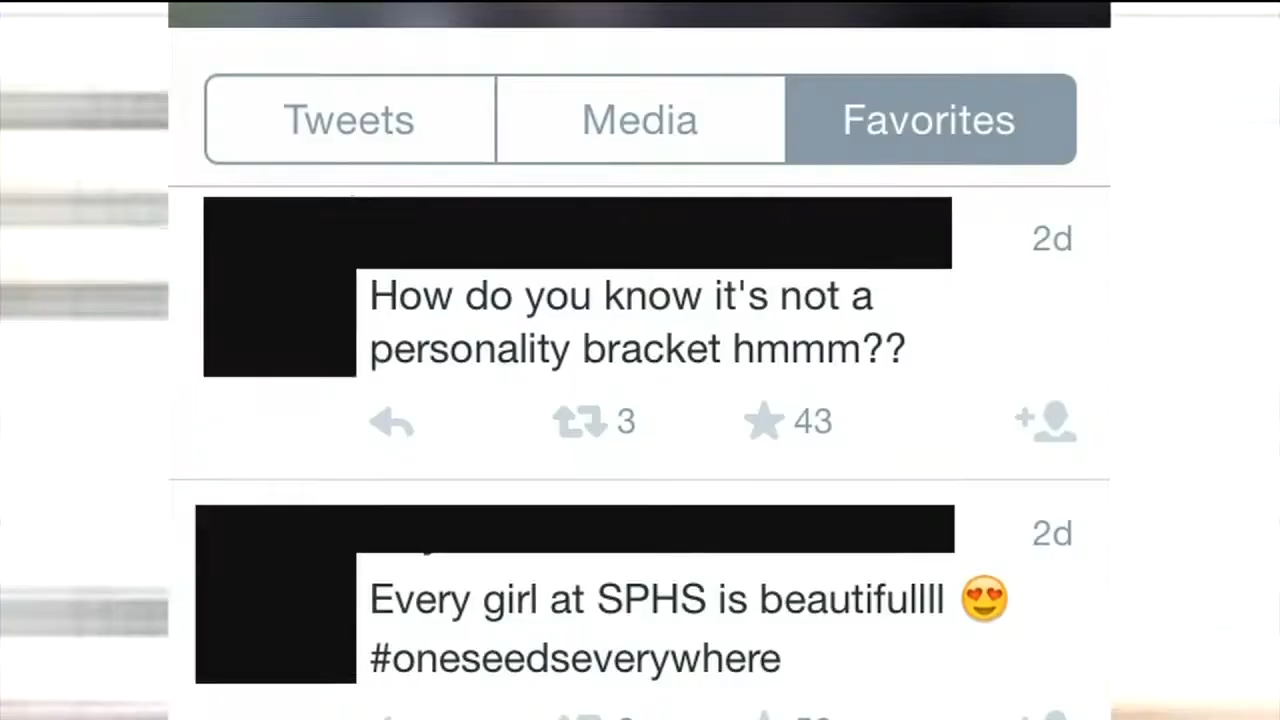 Tweets Media Favorites
2d
How do you know it's not a
personality bracket hmmm??
3 43
2d
Every girl at SPHS is beautifullll 😍
#oneseedseverywhere